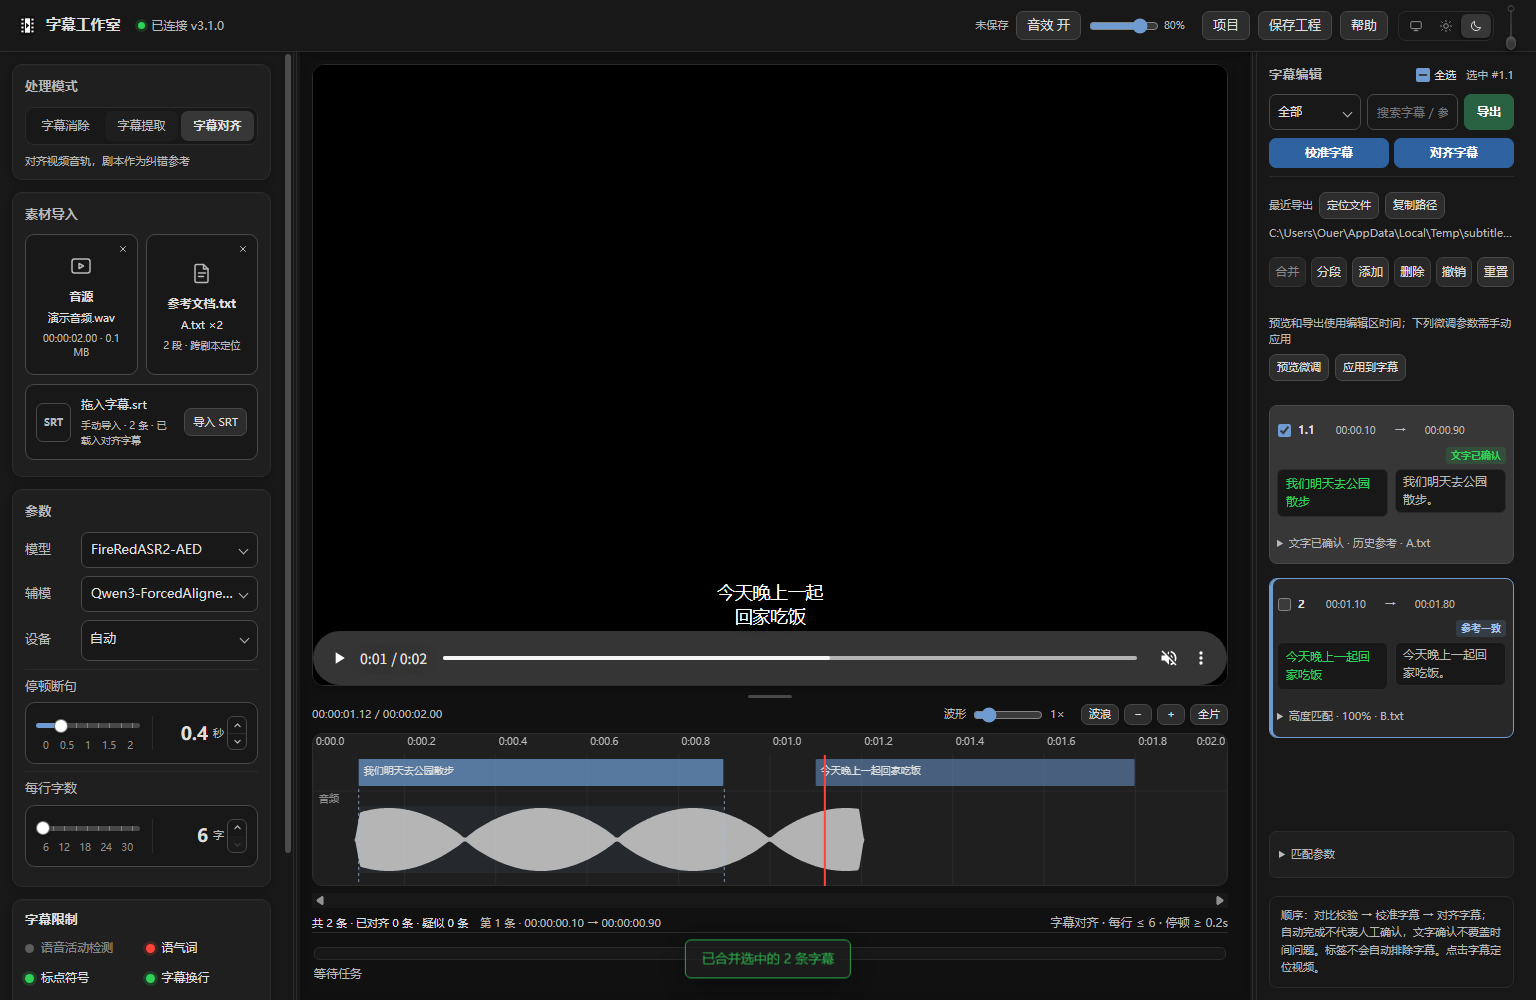 字幕工作室
已连接 v3.1.0
未保存
音效 开
80%
项目
保存工程
帮助
处理模式
字幕消除
字幕提取
字幕对齐
对齐视频音轨，剧本作为纠错参考
素材导入
×
音源
演示音频.wav
00:00:02.00 · 0.1
MB
×
参考文档.txt
A.txt ×2
2 段 · 跨剧本定位
SRT
拖入字幕.srt
手动导入 · 2 条 · 已
载入对齐字幕
导入 SRT
参数
模型
FireRedASR2-AED
辅模
Qwen3-ForcedAligne...
设备
自动
停顿断句
0 0.5 1 1.5 2
0.4 秒
每行字数
6 12 18 24 30
6 字
字幕限制
语音活动检测
语气词
标点符号
字幕换行
今天晚上一起
回家吃饭
0:01 / 0:02
00:00:01.12 / 00:00:02.00
波形
1×
波浪
−
+
全片
0:00.0 0:00.2 0:00.4 0:00.6 0:00.8 0:01.0 0:01.2 0:01.4 0:01.6 0:01.8 0:02.0
我们明天去公园散步
今天晚上一起回家吃饭
音频
共 2 条 · 已对齐 0 条 · 疑似 0 条 第 1 条 · 00:00:00.10 → 00:00:00.90
字幕对齐 · 每行 ≤ 6 · 停顿 ≥ 0.2s
已合并选中的 2 条字幕
等待任务
字幕编辑
全选
选中 #1.1
全部
搜索字幕 / 参
导出
校准字幕
对齐字幕
最近导出
定位文件
复制路径
C:\Users\Ouer\AppData\Local\Temp\subtitle...
合并
分段
添加
删除
撤销
重置
预览和导出使用编辑区时间；下列微调参数需手动
应用
预览微调
应用到字幕
1.1 00:00.10 → 00:00.90
文字已确认
我们明天去公园
散步
我们明天去公园
散步。
文字已确认 · 历史参考 · A.txt
2 00:01.10 → 00:01.80
参考一致
今天晚上一起回
家吃饭
今天晚上一起回
家吃饭。
高度匹配 · 100% · B.txt
匹配参数
顺序：对比校验 → 校准字幕 → 对齐字幕；
自动完成不代表人工确认，文字确认不覆盖时
间问题。标签不会自动排除字幕。点击字幕定
位视频。